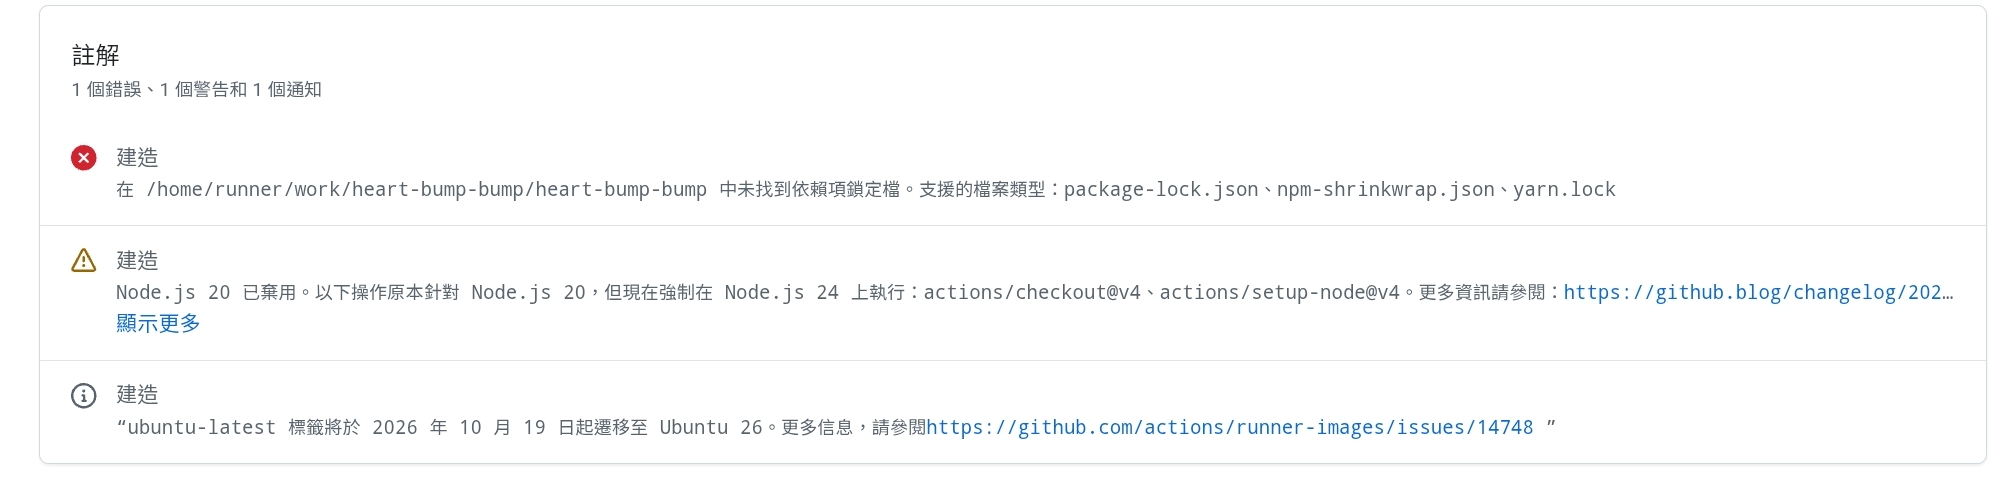 註解
1 個錯誤、1 個警告和 1 個通知
建造
在 /home/runner/work/heart-bump-bump/heart-bump-bump 中未找到依賴項鎖定檔。支援的檔案類型：package-lock.json、npm-shrinkwrap.json、yarn.lock
建造
Node.js 20 已棄用。以下操作原本針對 Node.js 20，但現在強制在 Node.js 24 上執行：actions/checkout@v4、actions/setup-node@v4。更多資訊請參閱：https://github.blog/changelog/202…
顯示更多
建造
“ubuntu-latest 標籤將於 2026 年 10 月 19 日起遷移至 Ubuntu 26。更多信息，請參閱https://github.com/actions/runner-images/issues/14748 ”